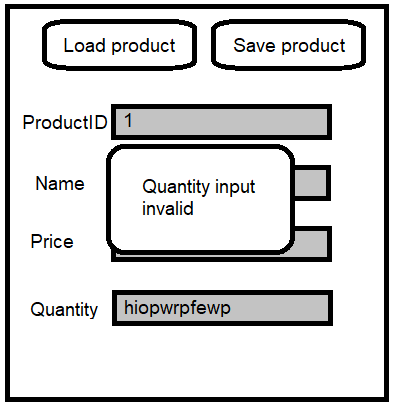 Load product
Save product
ProductID
1
Name
Quantity input
invalid
Price
Quantity
hiopwrpfewp